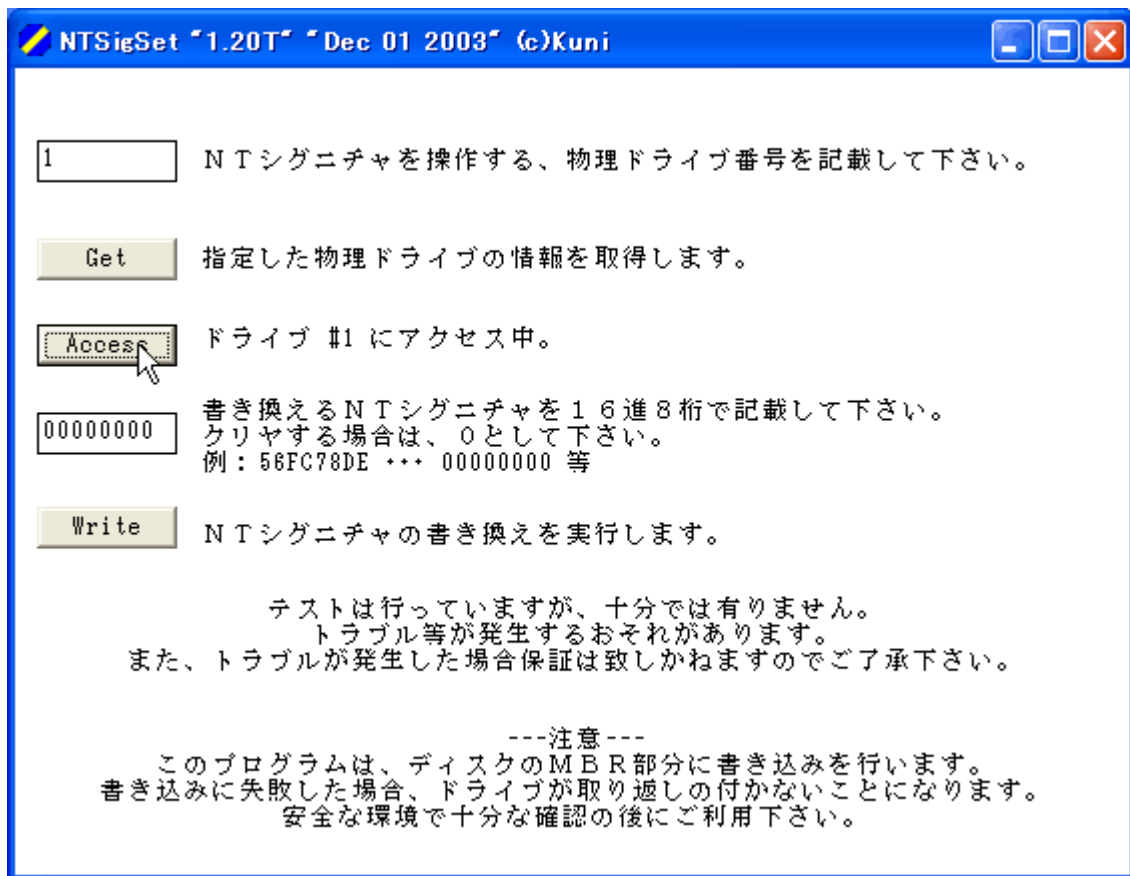 NTSigSet "1.20T" "Dec 01 2003" (c)Kuni
1
NTシグニチャを操作する、物理ドライブ番号を記載して下さい。
Get
指定した物理ドライブの情報を取得します。
Access
ドライブ #1 にアクセス中。
00000000
書き換えるNTシグニチャを16進8桁で記載して下さい。
クリヤする場合は、0として下さい。
例：56FC78DE ・・・ 00000000 等
Write
NTシグニチャの書き換えを実行します。
テストは行っていますが、十分では有りません。
トラブル等が発生するおそれがあります。
また、トラブルが発生した場合保証は致しかねますのでご了承下さい。
---注意---
このプログラムは、ディスクのMBR部分に書き込みを行います。
書き込みに失敗した場合、ドライブが取り返しの付かないことになります。
安全な環境で十分な確認の後にご利用下さい。